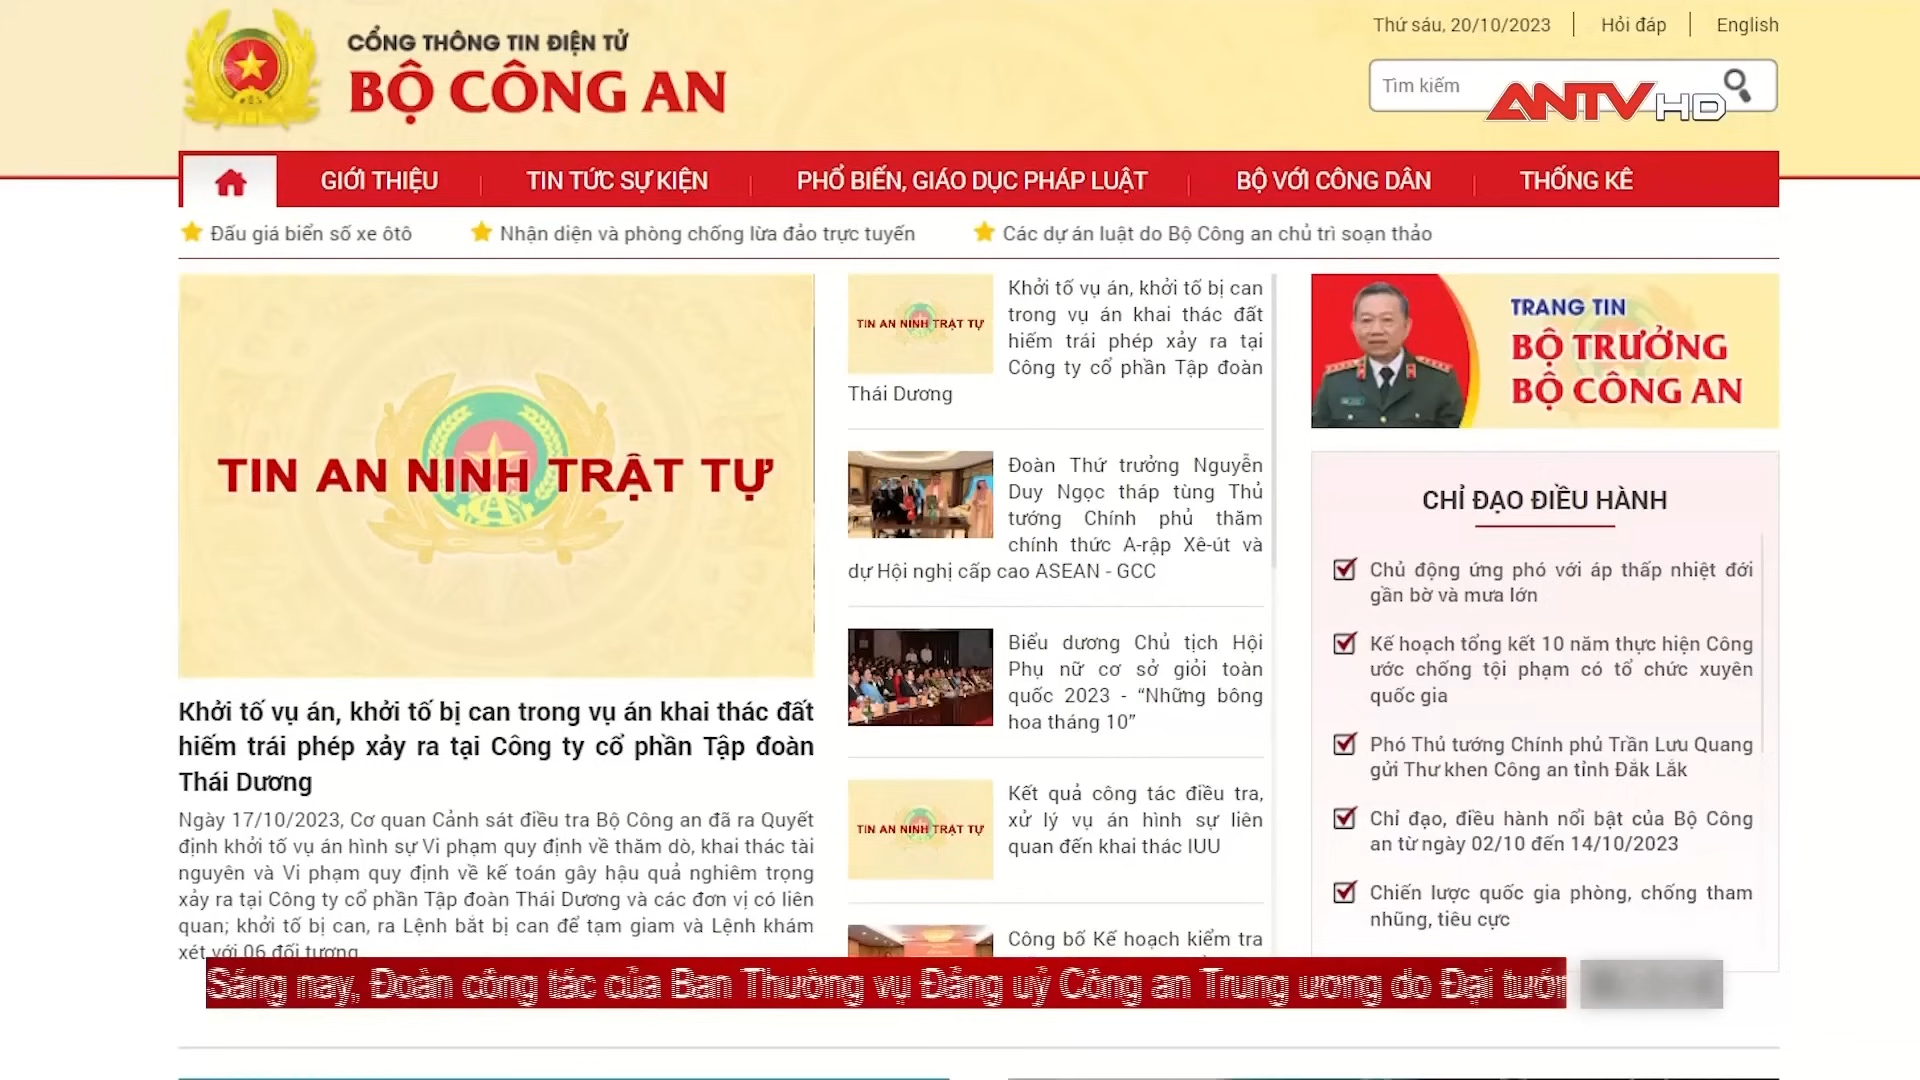 CỔNG THÔNG TIN ĐIỆN TỬ
BỘ CÔNG AN
Thứ sáu, 20/10/2023
Hỏi đáp
English
Tìm kiếm
ANTV HD
GIỚI THIỆU
TIN TỨC SỰ KIỆN
PHỔ BIẾN, GIÁO DỤC PHÁP LUẬT
BỘ VỚI CÔNG DÂN
THỐNG KÊ
Đấu giá biển số xe ôtô
Nhận diện và phòng chống lừa đảo trực tuyến
Các dự án luật do Bộ Công an chủ trì soạn thảo
TIN AN NINH TRẬT TỰ
Khởi tố vụ án, khởi tố bị can trong vụ án khai thác đất
hiếm trái phép xảy ra tại Công ty cổ phần Tập đoàn
Thái Dương
Ngày 17/10/2023, Cơ quan Cảnh sát điều tra Bộ Công an đã ra Quyết
định khởi tố vụ án hình sự Vi phạm quy định về thăm dò, khai thác tài
nguyên và Vi phạm quy định về kế toán gây hậu quả nghiêm trọng
xảy ra tại Công ty cổ phần Tập đoàn Thái Dương và các đơn vị có liên
quan; khởi tố bị can, ra Lệnh bắt bị can để tạm giam và Lệnh khám
xét với 06 đối tượng
TIN AN NINH TRẬT TỰ
Khởi tố vụ án, khởi tố bị can
trong vụ án khai thác đất
hiếm trái phép xảy ra tại
Công ty cổ phần Tập đoàn
Thái Dương
Đoàn Thứ trưởng Nguyễn
Duy Ngọc tháp tùng Thủ
tướng Chính phủ thăm
chính thức A-rập Xê-út và
dự Hội nghị cấp cao ASEAN - GCC
Biểu dương Chủ tịch Hội
Phụ nữ cơ sở giỏi toàn
quốc 2023 - “Những bông
hoa tháng 10”
TIN AN NINH TRẬT TỰ
Kết quả công tác điều tra,
xử lý vụ án hình sự liên
quan đến khai thác IUU
Công bố Kế hoạch kiểm tra
TRANG TIN
BỘ TRƯỞNG
BỘ CÔNG AN
CHỈ ĐẠO ĐIỀU HÀNH
Chủ động ứng phó với áp thấp nhiệt đới
gần bờ và mưa lớn
Kế hoạch tổng kết 10 năm thực hiện Công
ước chống tội phạm có tổ chức xuyên
quốc gia
Phó Thủ tướng Chính phủ Trần Lưu Quang
gửi Thư khen Công an tỉnh Đắk Lắk
Chỉ đạo, điều hành nổi bật của Bộ Công
an từ ngày 02/10 đến 14/10/2023
Chiến lược quốc gia phòng, chống tham
nhũng, tiêu cực
Sáng nay, Đoàn công tác của Ban Thường vụ Đảng uỷ Công an Trung ương do Đại tướn